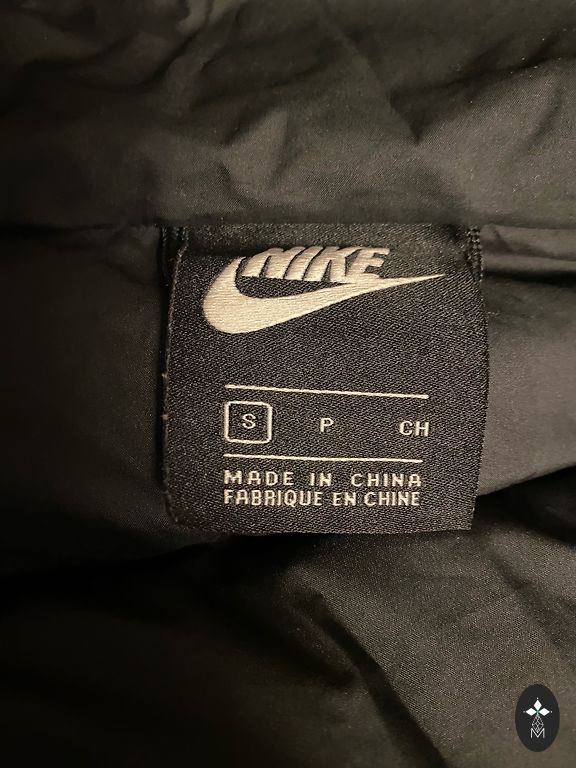 NIKE
S P CH
MADE IN CHINA
FABRIQUE EN CHINE
M